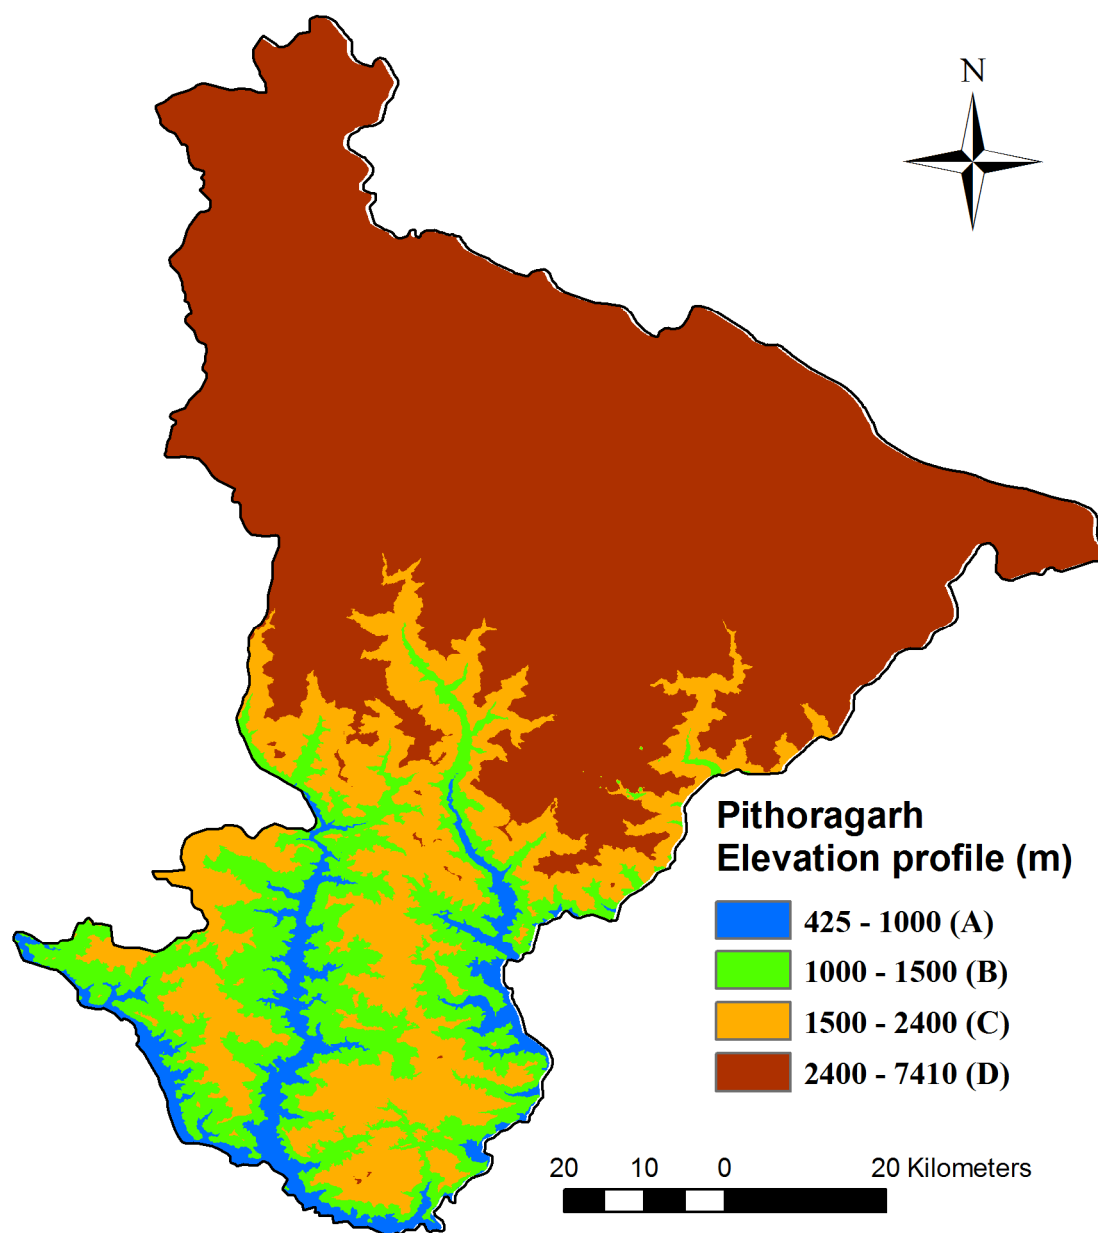 N
Pithoragarh
Elevation profile (m)
425 - 1000 (A)
1000 - 1500 (B)
1500 - 2400 (C)
2400 - 7410 (D)
20 10 0 20 Kilometers